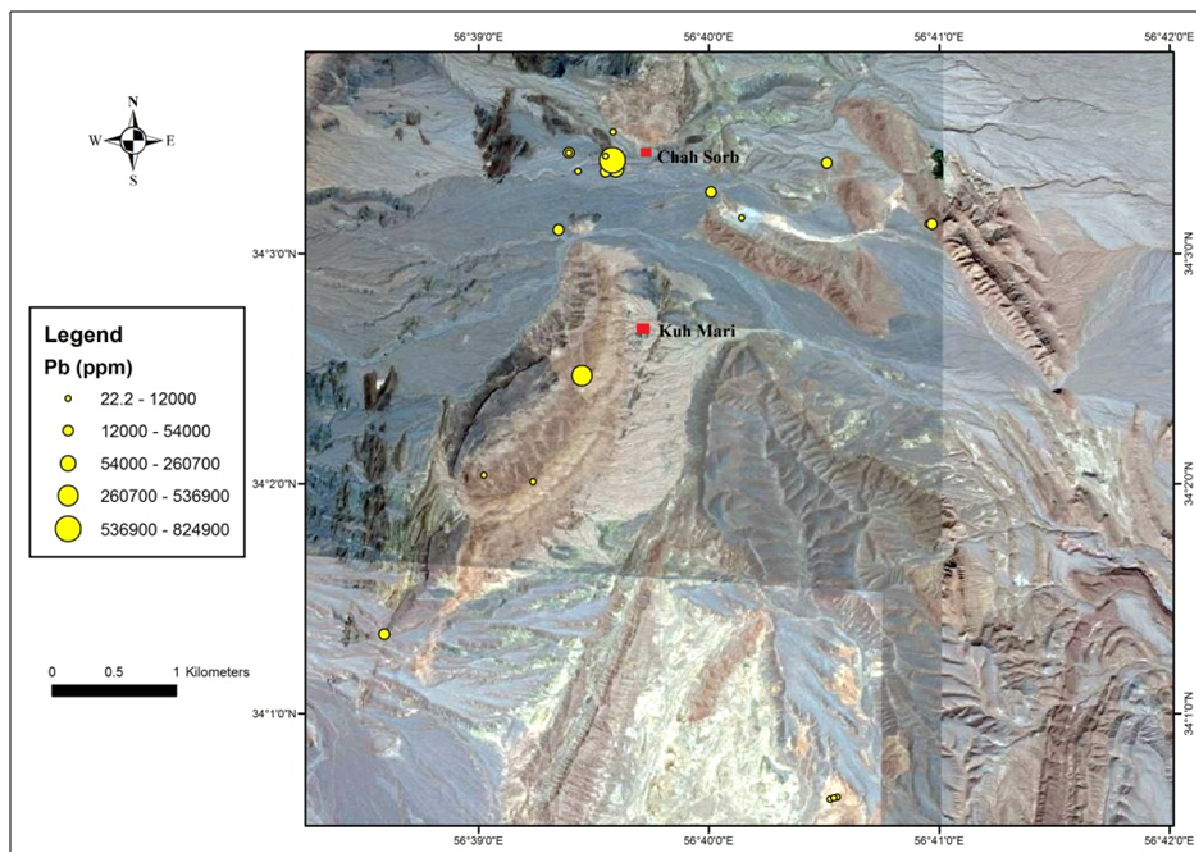 56°39'0"E 56°40'0"E 56°41'0"E 56°42'0"E
N
W E
S
Chah Sorb
34°3'0"N 34°3'0"N
Kuh Mari
Legend
Pb (ppm)
22.2 - 12000
12000 - 54000
54000 - 260700
260700 - 536900
536900 - 824900
34°2'0"N 34°2'0"N
0 0.5 1 Kilometers
34°1'0"N 34°1'0"N
56°39'0"E 56°40'0"E 56°41'0"E 56°42'0"E